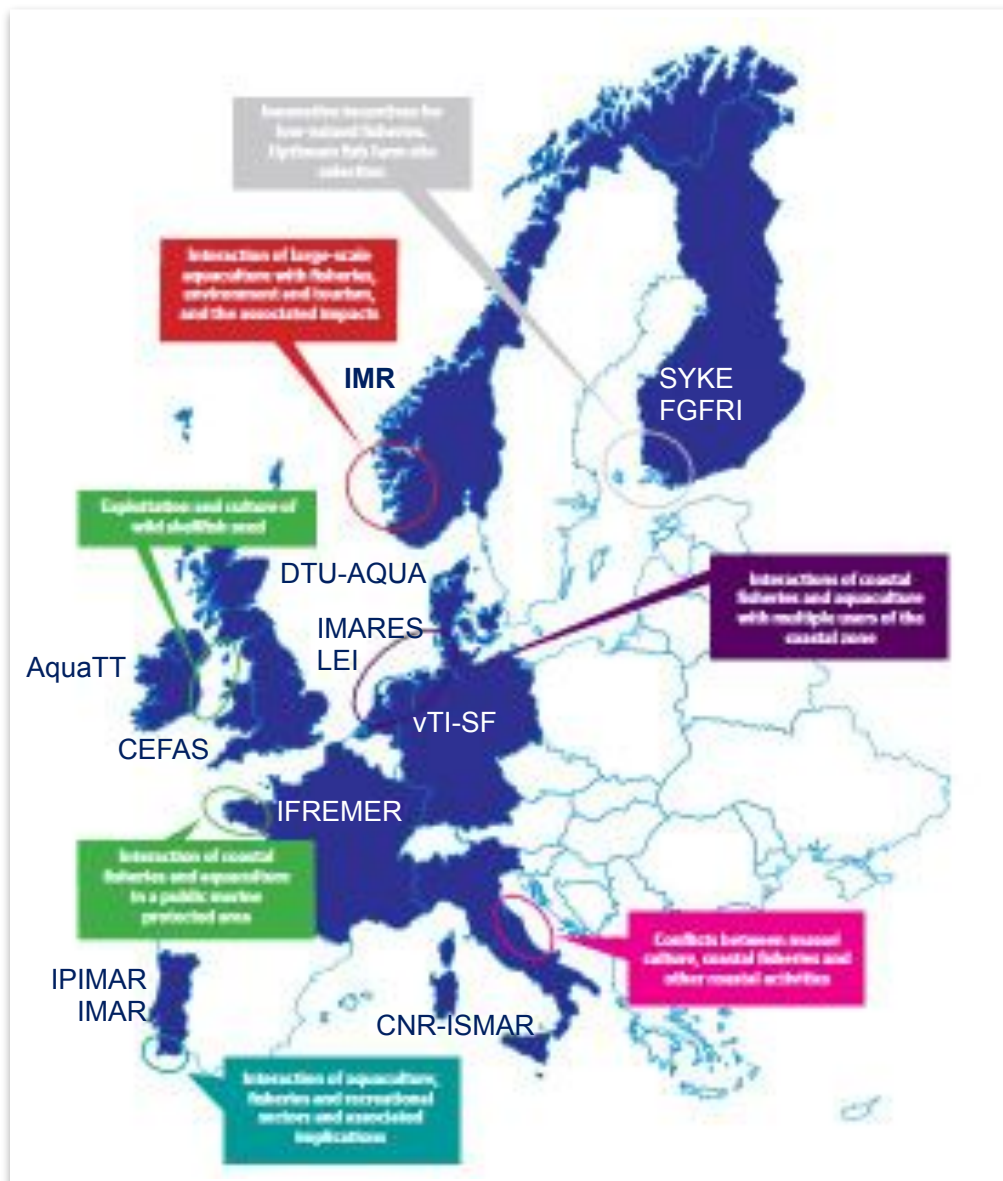 Innovative incentives for
low-valued fisheries.
Optimum fish farm site
selection
Interaction of large-scale
aquaculture with fisheries,
environment and tourism,
and the associated impacts
IMR
SYKE
FGFRI
Exploitation and culture of
wild shellfish seed
DTU-AQUA
IMARES
LEI
Interactions of coastal
fisheries and aquaculture
with multiple users of the
coastal zone
AquaTT
vTI-SF
CEFAS
IFREMER
Interaction of coastal
fisheries and aquaculture
in a public marine
protected area
Conflicts between mussel
culture, coastal fisheries and
other coastal activities
IPIMAR
IMAR
CNR-ISMAR
Interaction of aquaculture,
fisheries and recreational
sectors and associated
implications